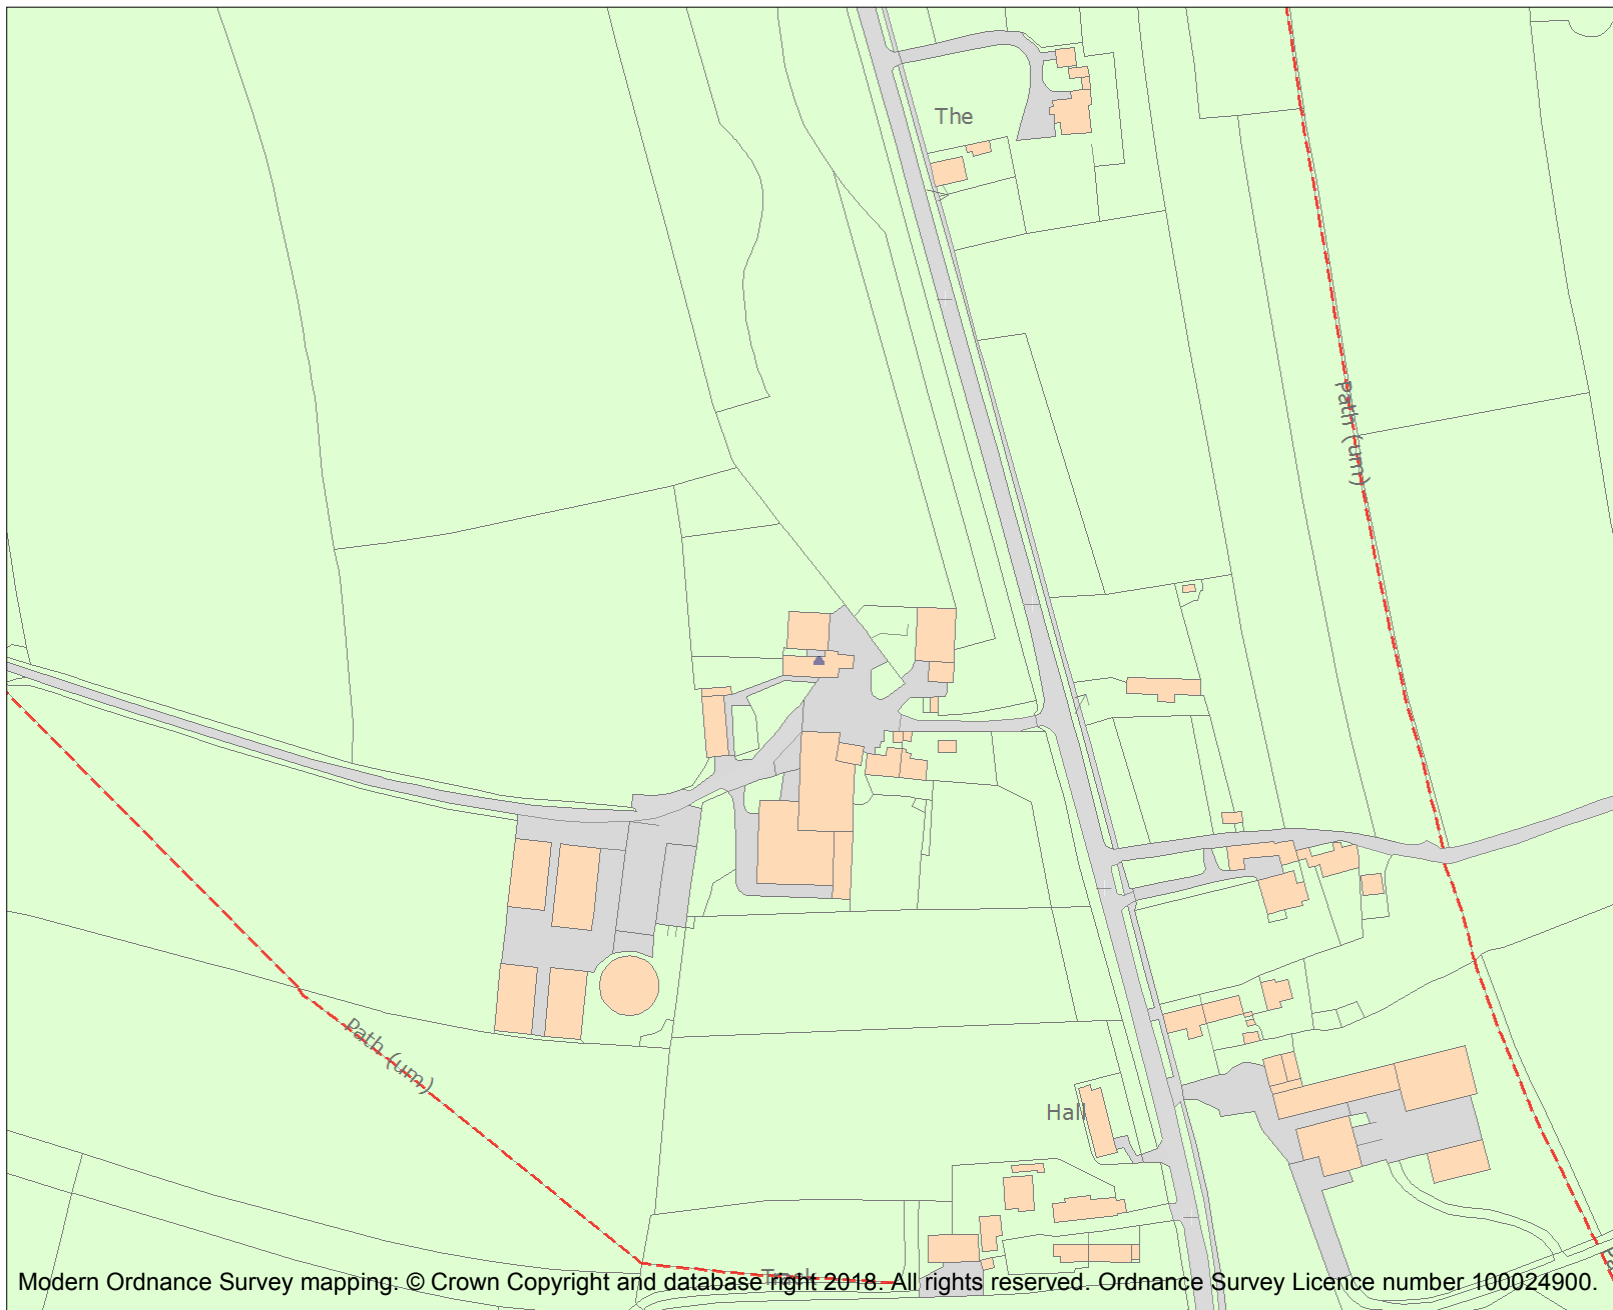 The
Path (um)
Path (um)
Hall
Track
Modern Ordnance Survey mapping: © Crown Copyright and database right 2018. All rights reserved. Ordnance Survey Licence number 100024900.